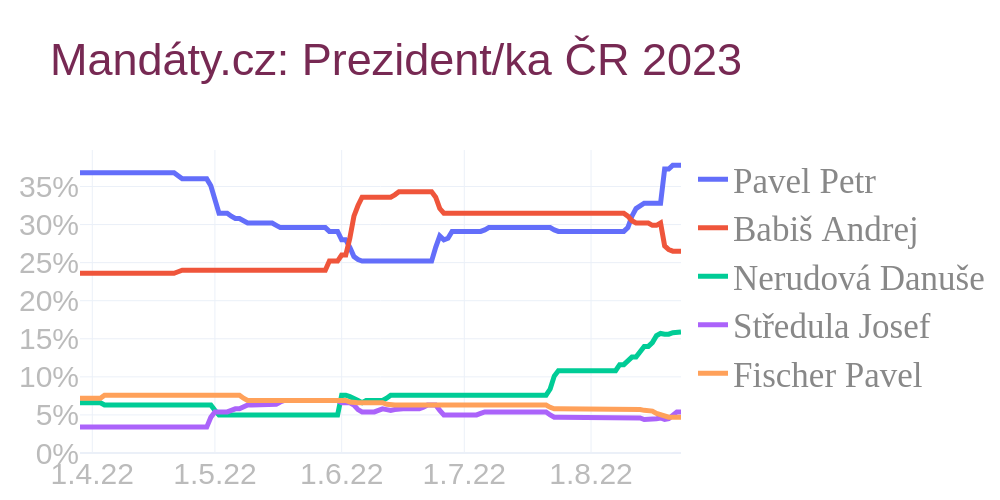 Mandáty.cz: Prezident/ka ČR 2023
35%
30%
25%
20%
15%
10%
5%
0%
1.4.22 1.5.22 1.6.22 1.7.22 1.8.22
Pavel Petr
Babiš Andrej
Nerudová Danuše
Středula Josef
Fischer Pavel